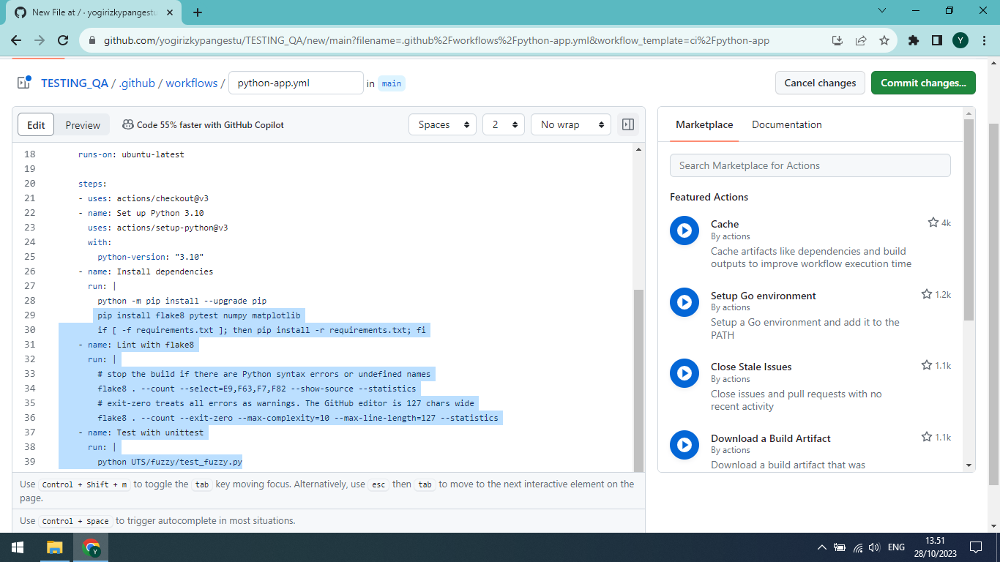 New File at / · yogirizkypangestu
github.com/yogirizkypangestu/TESTING_QA/new/main?filename=.github%2Fworkflows%2Fpython-app.yml&workflow_template=ci%2Fpython-app
Y
TESTING_QA / .github / workflows / python-app.yml in main
Cancel changes
Commit changes...
Edit
Preview
Code 55% faster with GitHub Copilot
Spaces
2
No wrap
18 runs-on: ubuntu-latest
19
20 steps:
21 - uses: actions/checkout@v3
22 - name: Set up Python 3.10
23 uses: actions/setup-python@v3
24 with:
25 python-version: "3.10"
26 - name: Install dependencies
27 run: |
28 python -m pip install --upgrade pip
29 pip install flake8 pytest numpy matplotlib
30 if [ -f requirements.txt ]; then pip install -r requirements.txt; fi
31 - name: Lint with flake8
32 run: |
33 # stop the build if there are Python syntax errors or undefined names
34 flake8 . --count --select=E9,F63,F7,F82 --show-source --statistics
35 # exit-zero treats all errors as warnings. The GitHub editor is 127 chars wide
36 flake8 . --count --exit-zero --max-complexity=10 --max-line-length=127 --statistics
37 - name: Test with unittest
38 run: |
39 python UTS/fuzzy/test_fuzzy.py
Use Control + Shift + m to toggle the tab key moving focus. Alternatively, use esc then tab to move to the next interactive element on the
page.
Use Control + Space to trigger autocomplete in most situations.
Marketplace
Documentation
Search Marketplace for Actions
Featured Actions
Cache
4k
By actions
Cache artifacts like dependencies and build
outputs to improve workflow execution time
Setup Go environment
1.2k
By actions
Setup a Go environment and add it to the
PATH
Close Stale Issues
1.1k
By actions
Close issues and pull requests with no
recent activity
Download a Build Artifact
1.1k
By actions
Download a build artifact that was
Y
ENG
13.51
28/10/2023